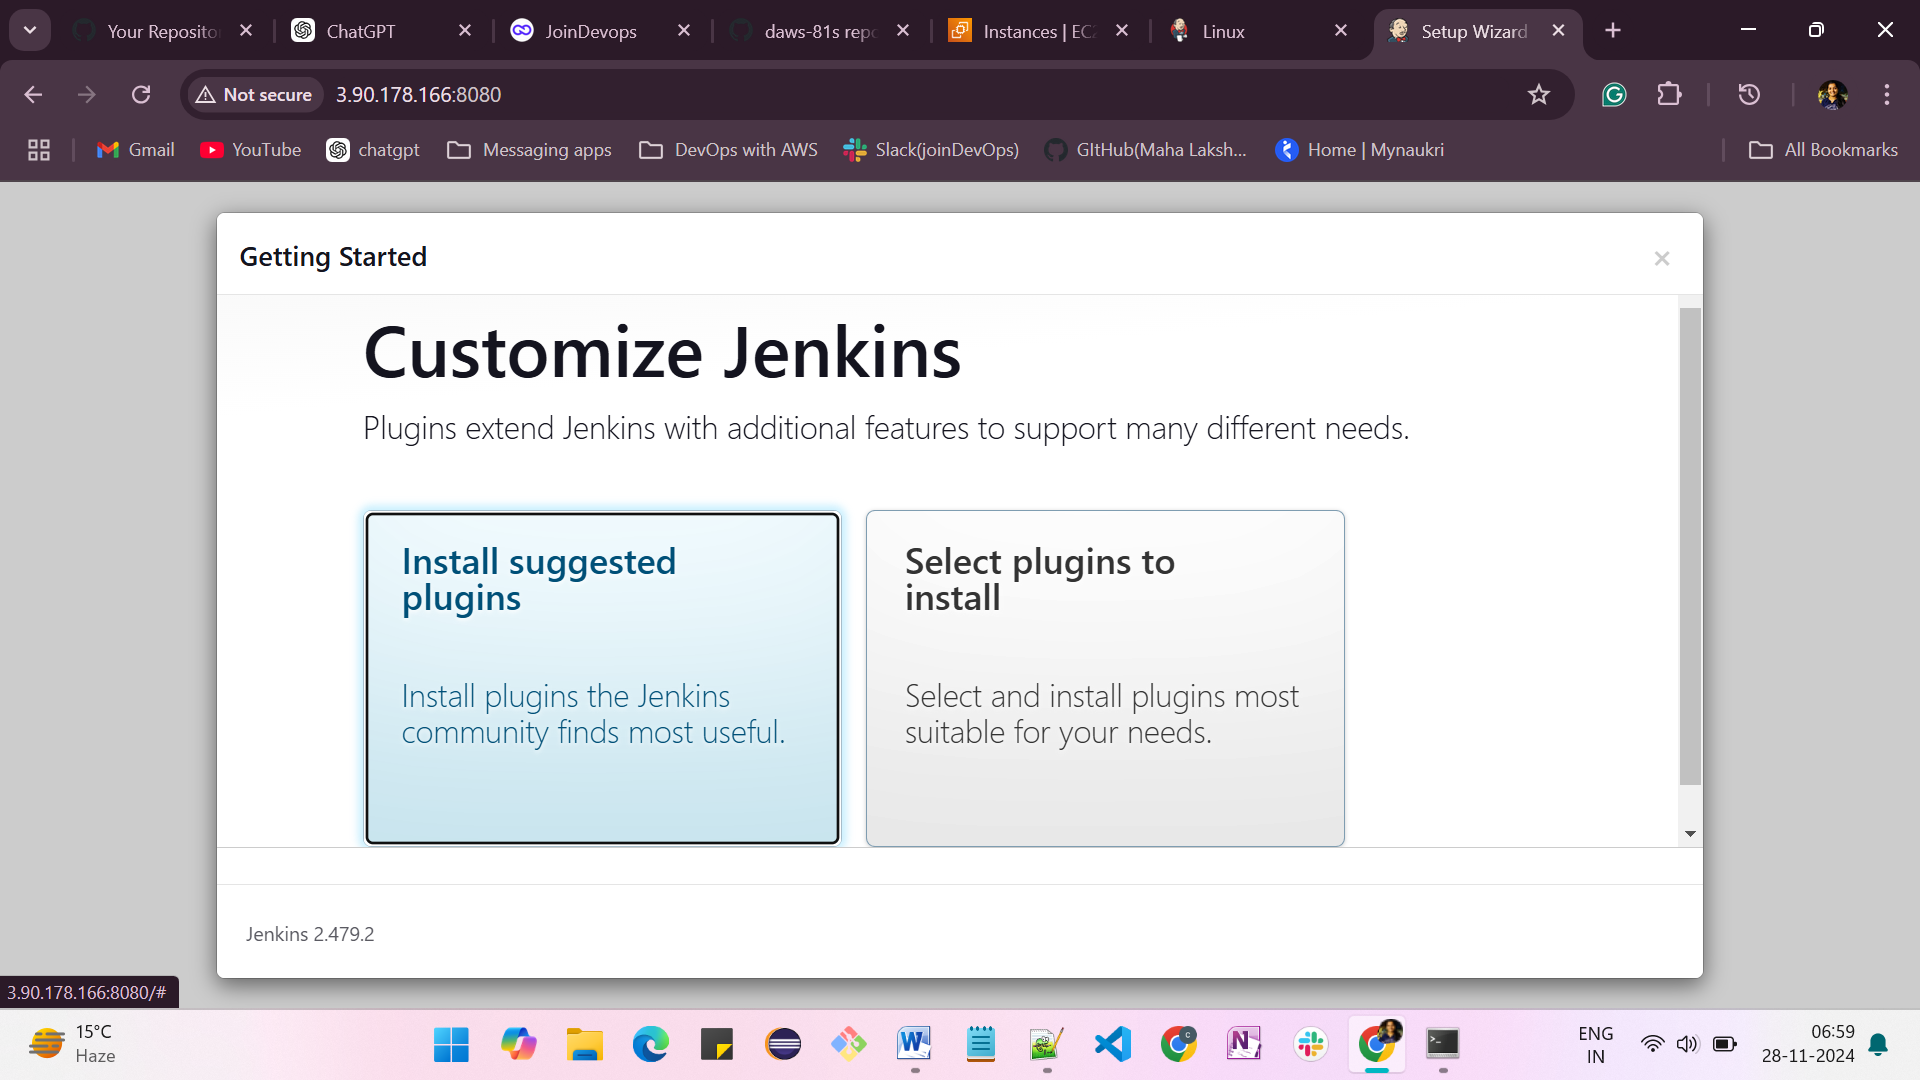 Your Reposito
ChatGPT
JoinDevops
daws-81s repo
Instances | EC2
Linux
Setup Wizard
Not secure
3.90.178.166:8080
Gmail
YouTube
chatgpt
Messaging apps
DevOps with AWS
Slack(joinDevOps)
GItHub(Maha Laksh...
Home | Mynaukri
All Bookmarks
Getting Started
Customize Jenkins
Plugins extend Jenkins with additional features to support many different needs.
Install suggested
plugins
Install plugins the Jenkins
community finds most useful.
Select plugins to
install
Select and install plugins most
suitable for your needs.
Jenkins 2.479.2
3.90.178.166:8080/#
15°C
Haze
ENG
IN
06:59
28-11-2024